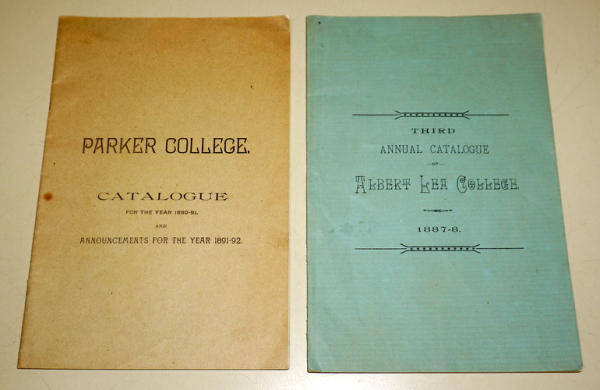 PARKER COLLEGE.
CATALOGUE
FOR THE YEAR 1890-91,
AND
ANNOUNCEMENTS FOR THE YEAR 1891-92.
THIRD
ANNUAL CATALOGUE
OF
ALBERT LEA COLLEGE.
1887-8.